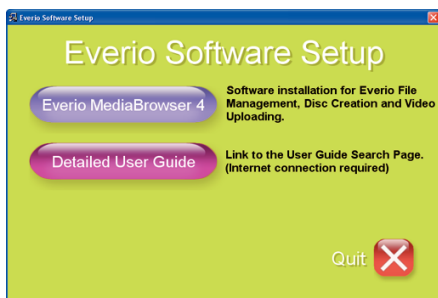 Everio Software Setup
Everio Software Setup
Everio MediaBrowser 4
Software installation for Everio File
Management, Disc Creation and Video
Uploading.
Detailed User Guide
Link to the User Guide Search Page.
(Internet connection required)
Quit